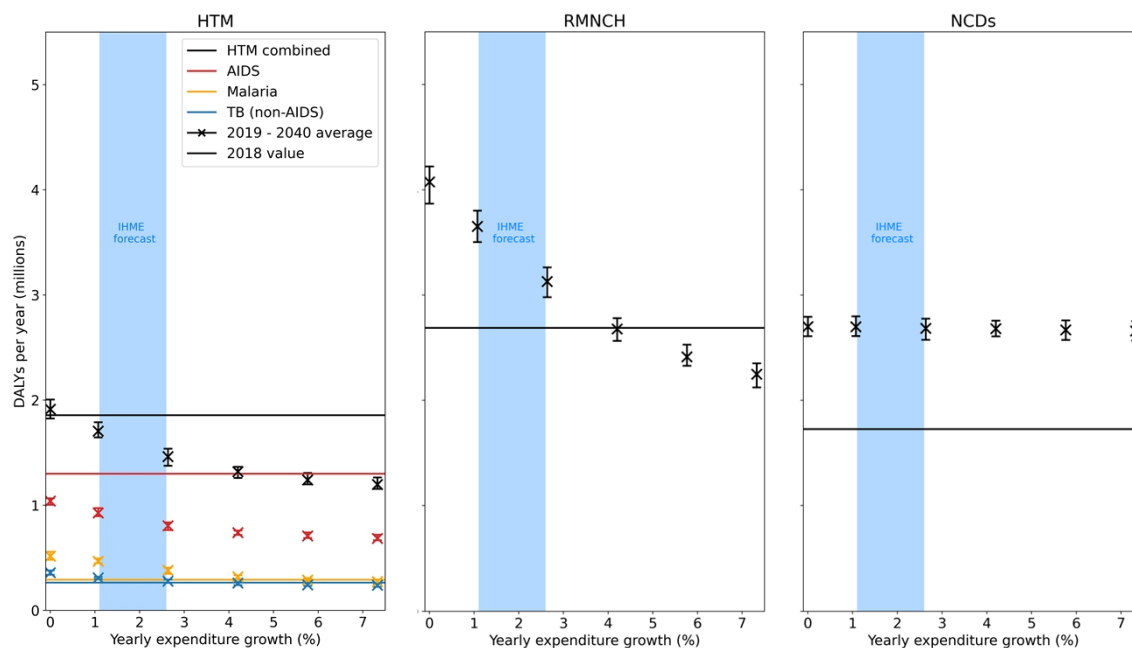 HTM
RMNCH
NCDs
HTM combined
AIDS
Malaria
TB (non-AIDS)
2019 - 2040 average
2018 value
IHME
forecast
IHME
forecast
IHME
forecast
DALYs per year (millions)
5
4
3
2
1
0
0 1 2 3 4 5 6 7
0 1 2 3 4 5 6 7
0 1 2 3 4 5 6 7
Yearly expenditure growth (%)
Yearly expenditure growth (%)
Yearly expenditure growth (%)